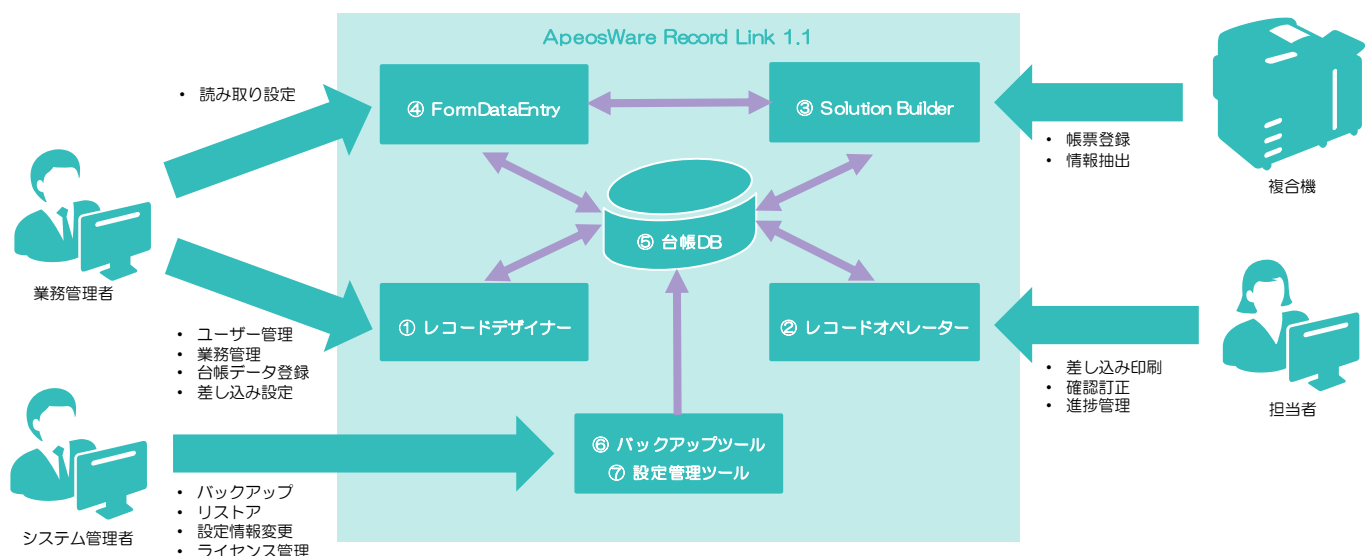 ApeosWare Record Link 1.1
• 読み取り設定
④ FormDataEntry
③ Solution Builder
• 帳票登録
• 情報抽出
複合機
⑤ 台帳DB
業務管理者
① レコードデザイナー
② レコードオペレーター
• ユーザー管理
• 業務管理
• 台帳データ登録
• 差し込み設定
• 差し込み印刷
• 確認訂正
• 進捗管理
担当者
⑥ バックアップツール
⑦ 設定管理ツール
• バックアップ
• リストア
• 設定情報変更
• ライセンス管理
システム管理者